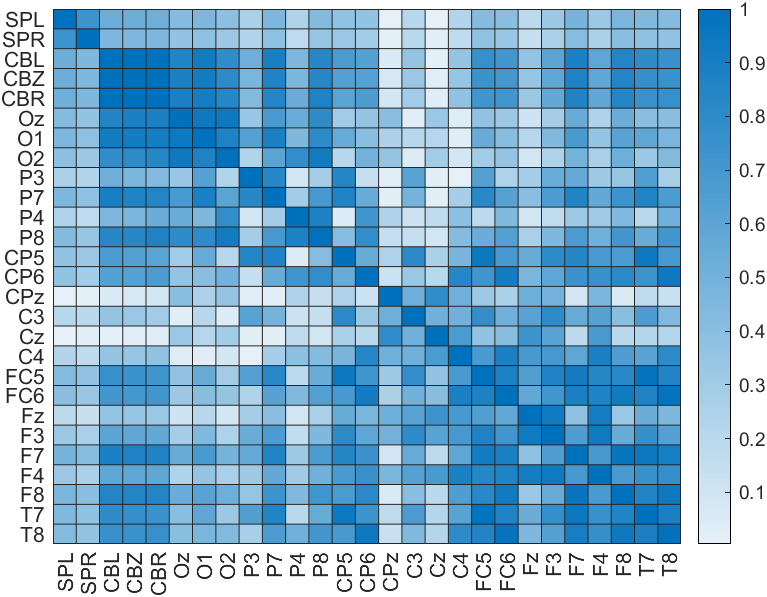 SPL
SPR
CBL
CBZ
CBR
Oz
O1
O2
P3
P7
P4
P8
CP5
CP6
CPz
C3
Cz
C4
FC5
FC6
Fz
F3
F7
F4
F8
T7
T8
SPL SPR CBL CBZ CBR Oz O1 O2 P3 P7 P4 P8 CP5 CP6 CPz C3 Cz C4 FC5 FC6 Fz F3 F7 F4 F8 T7 T8
1
0.9
0.8
0.7
0.6
0.5
0.4
0.3
0.2
0.1